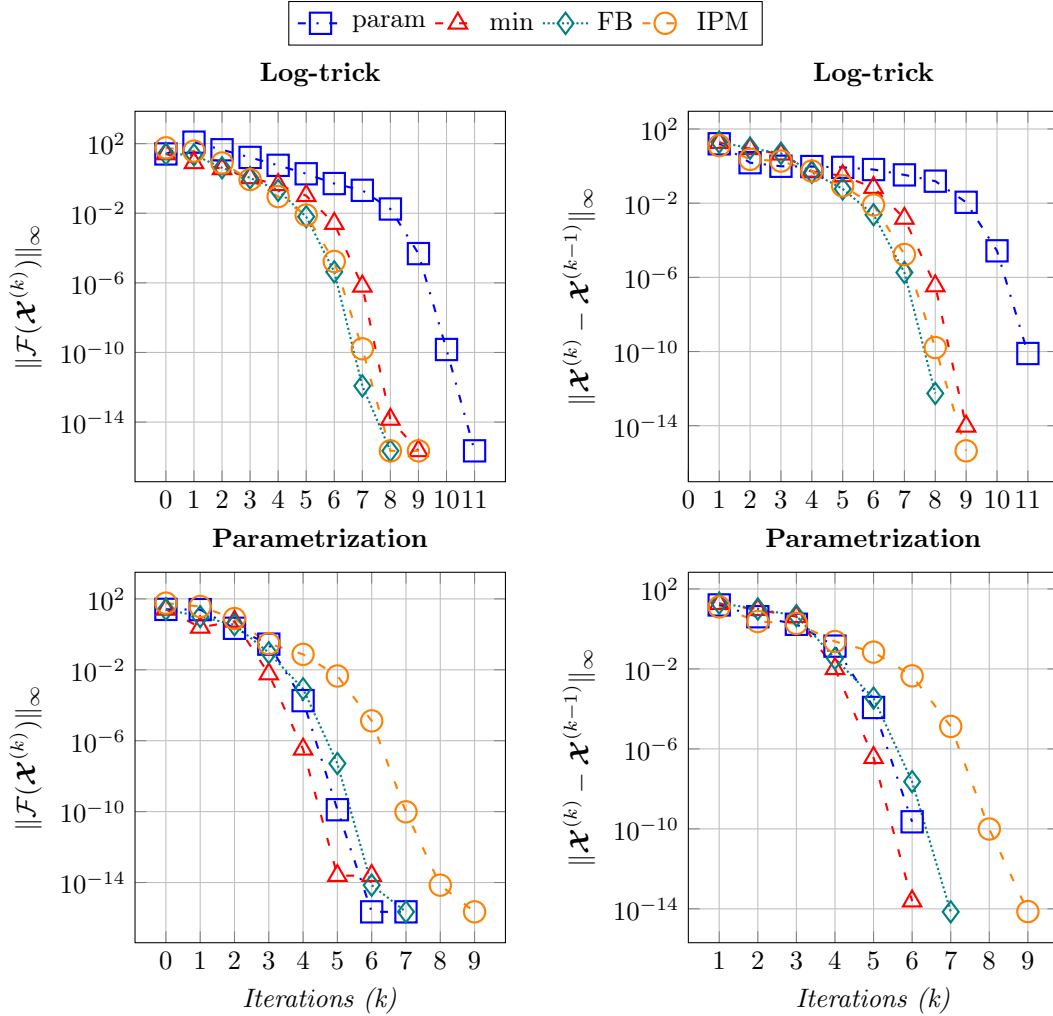 param min FB IPM
Log-trick
Log-trick
10^2
10^−2
10^−6
10^−10
10^−14
‖𝓕(𝓧^(k))‖_∞
0 1 2 3 4 5 6 7 8 9 10 11
10^2
10^−2
10^−6
10^−10
10^−14
‖𝓧^(k) − 𝓧^(k−1)‖_∞
1 2 3 4 5 6 7 8 9 10 11
Parametrization
Parametrization
10^2
10^−2
10^−6
10^−10
10^−14
‖𝓕(𝓧^(k))‖_∞
0 1 2 3 4 5 6 7 8 9
Iterations (k)
10^2
10^−2
10^−6
10^−10
10^−14
‖𝓧^(k) − 𝓧^(k−1)‖_∞
1 2 3 4 5 6 7 8 9
Iterations (k)